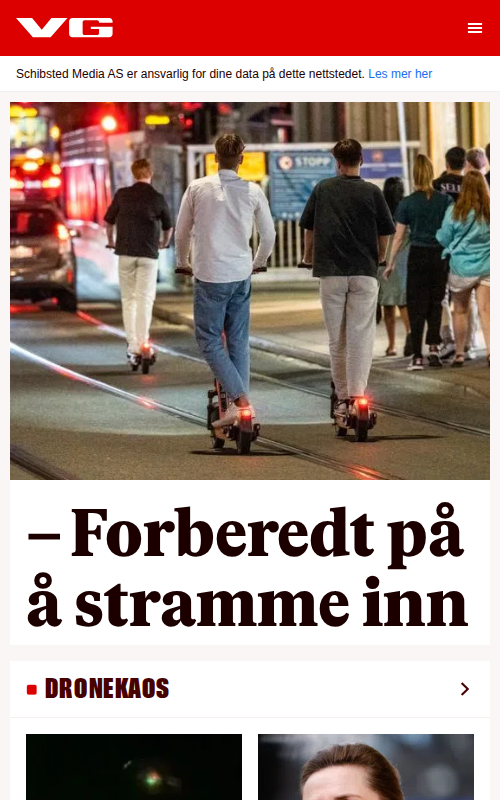 VG
Schibsted Media AS er ansvarlig for dine data på dette nettstedet. Les mer her
STOPP
– Forberedt på
å stramme inn
DRONEKAOS